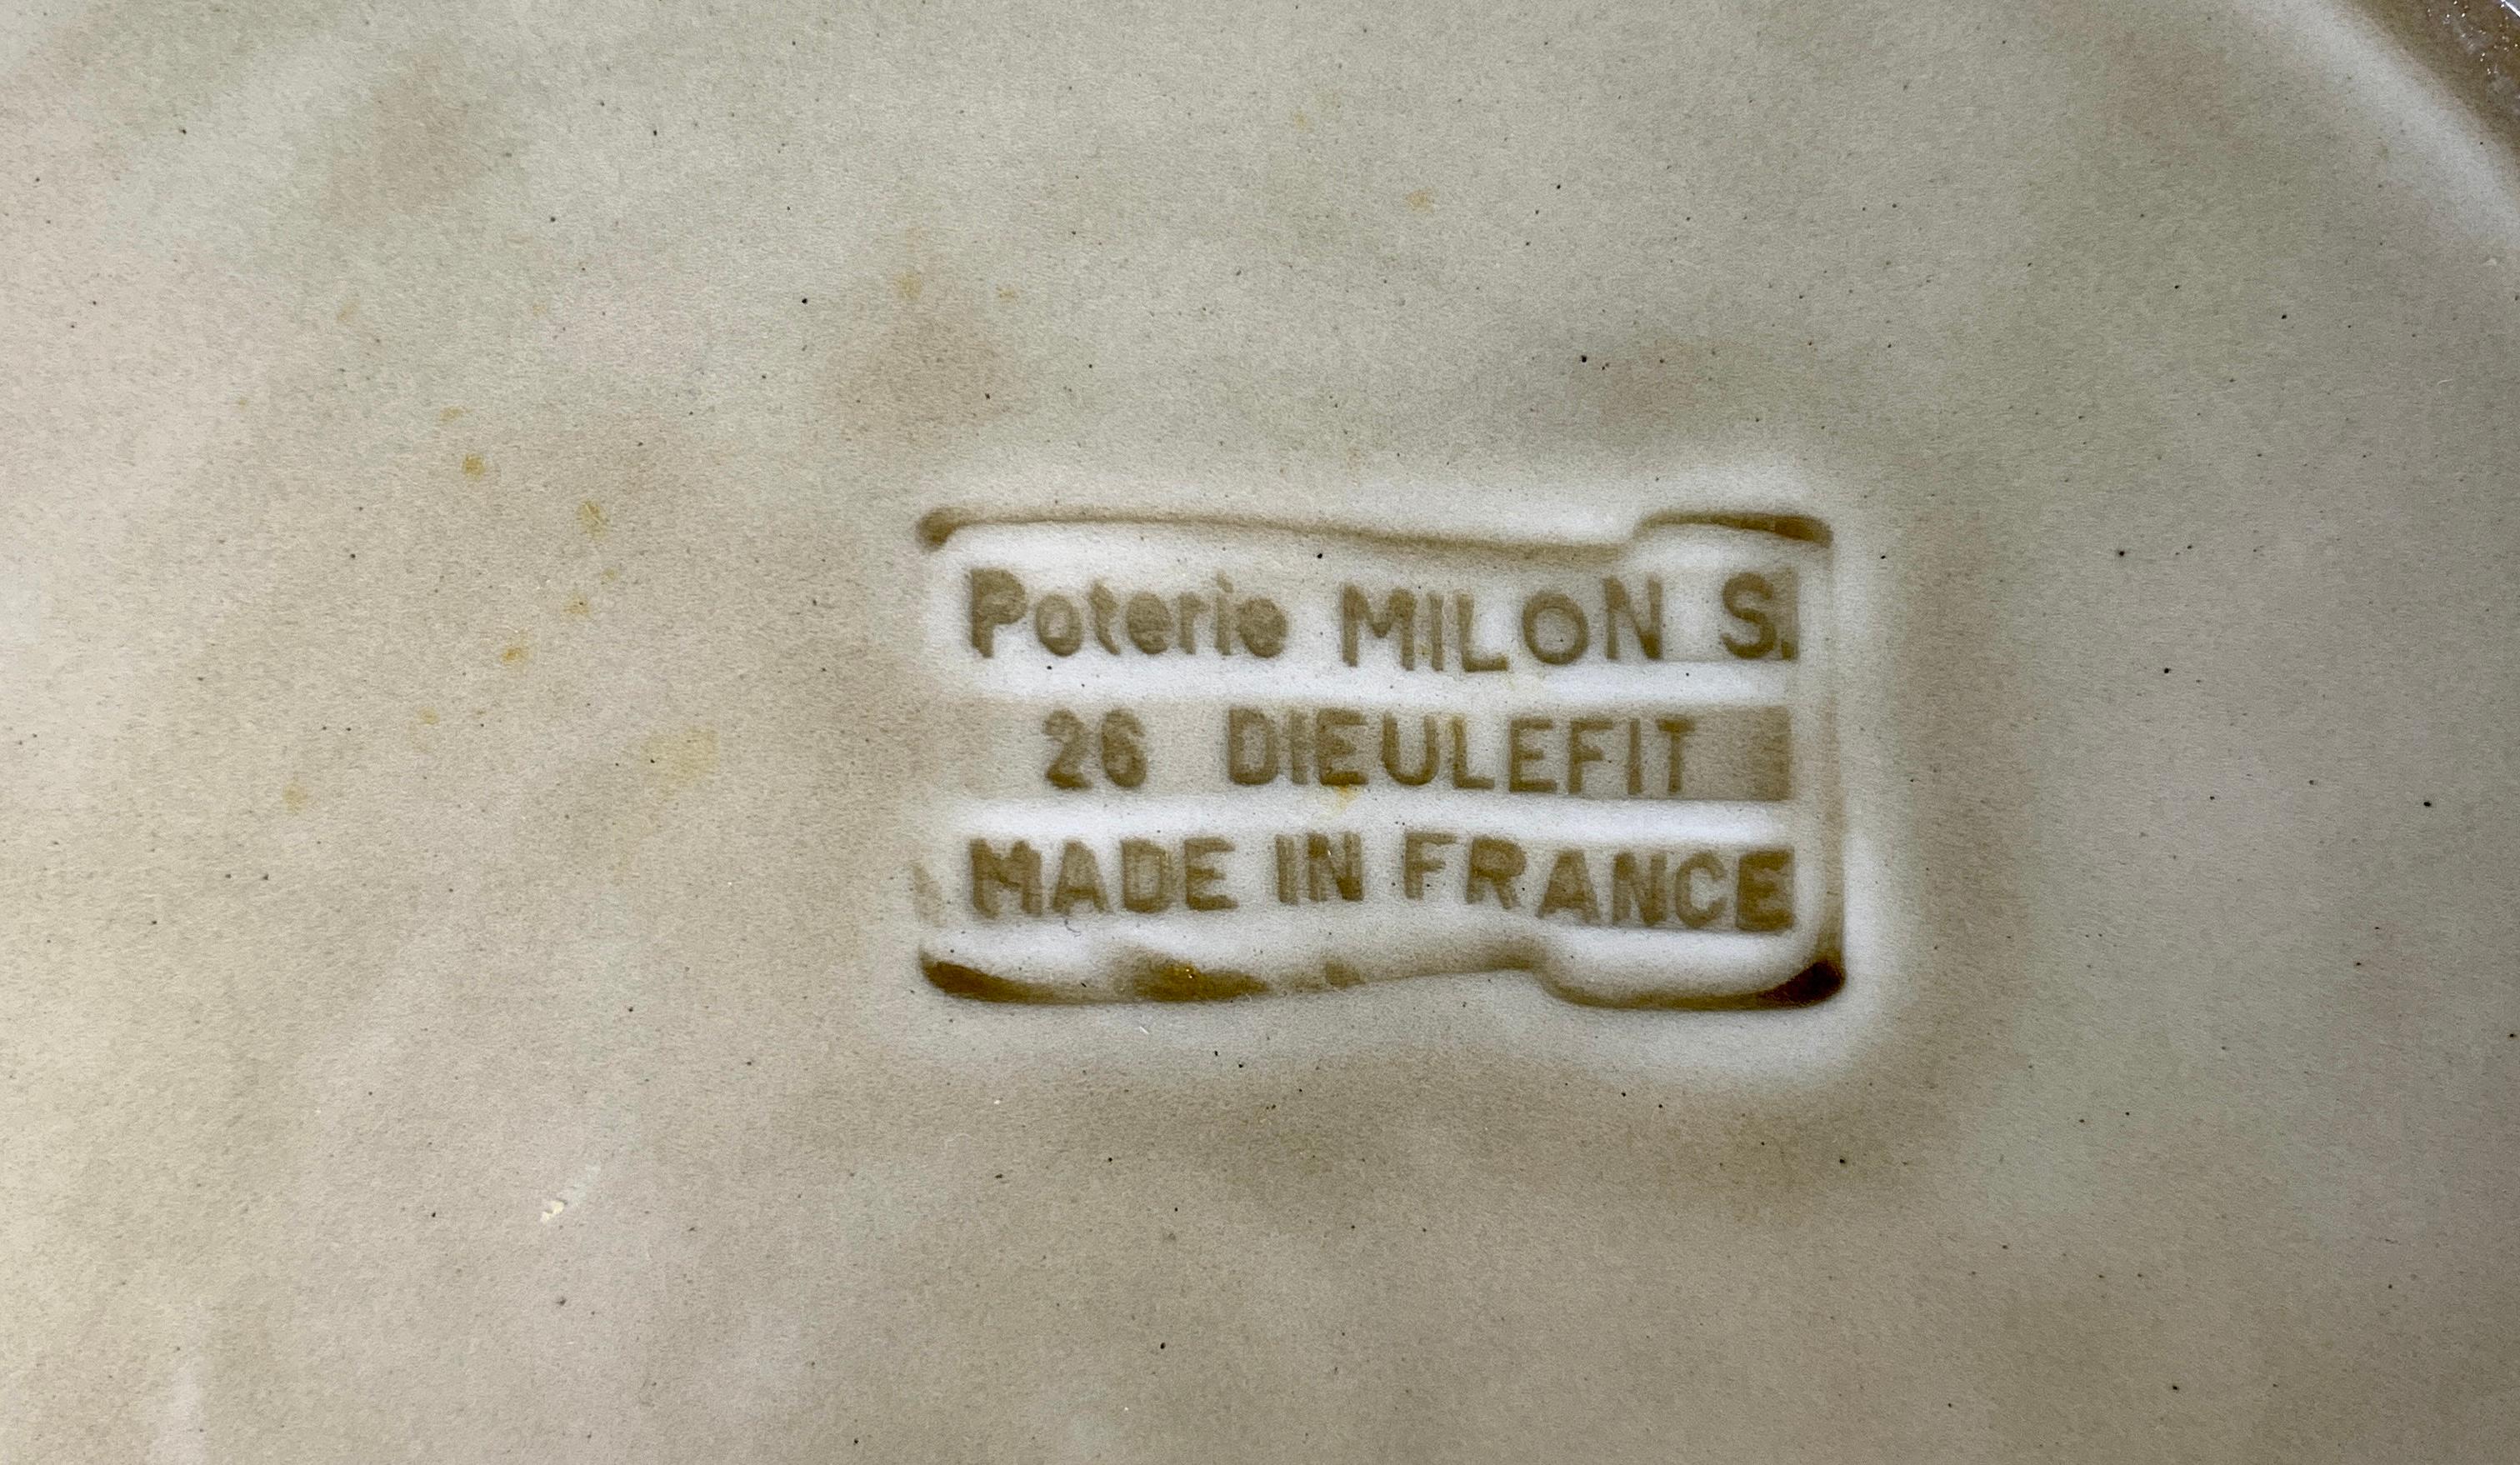 Poterie MILON S.
26 DIEULEFIT
MADE IN FRANCE